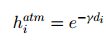 h_i^{atm} = e^{-γd_i}